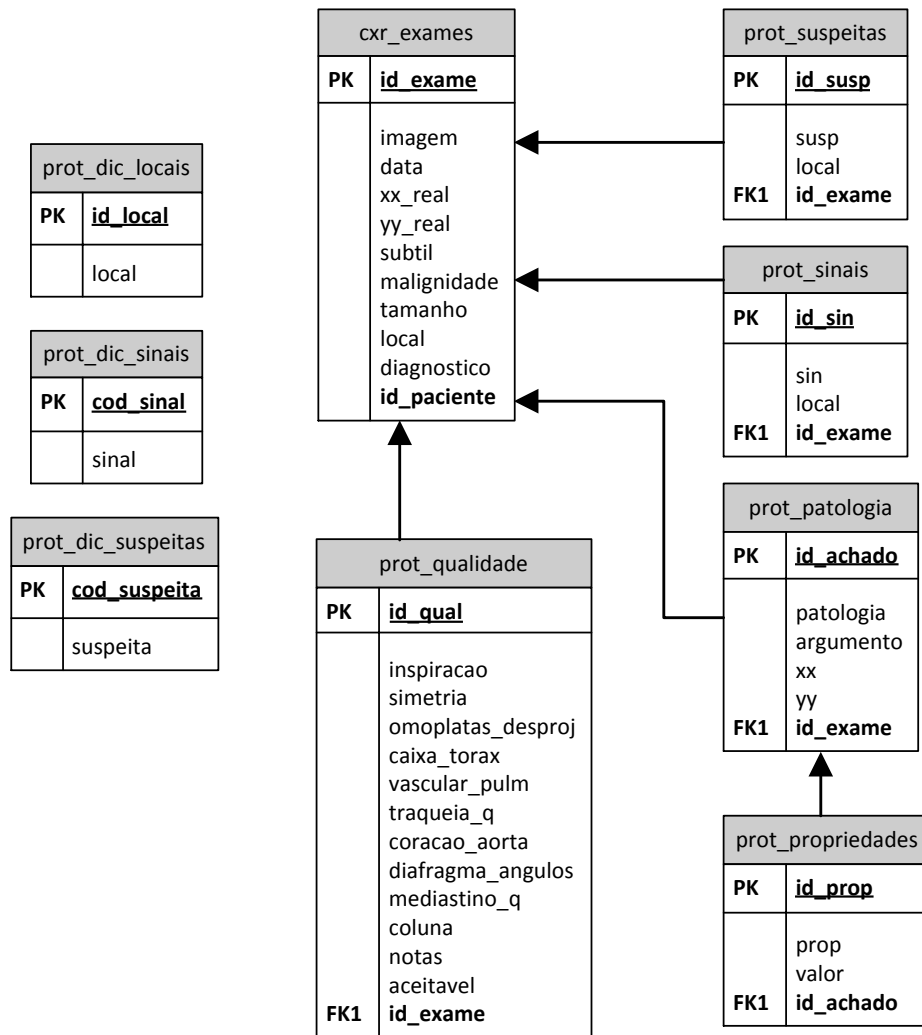 cxr_exames
PK id_exame
imagem
data
xx_real
yy_real
subtil
malignidade
tamanho
local
diagnostico
id_paciente
prot_suspeitas
PK id_susp
susp
local
FK1 id_exame
prot_dic_locais
PK id_local
local
prot_sinais
PK id_sin
sin
local
FK1 id_exame
prot_dic_sinais
PK cod_sinal
sinal
prot_patologia
PK id_achado
patologia
argumento
xx
yy
FK1 id_exame
prot_dic_suspeitas
PK cod_suspeita
suspeita
prot_qualidade
PK id_qual
inspiracao
simetria
omoplatas_desproj
caixa_torax
vascular_pulm
traqueia_q
coracao_aorta
diafragma_angulos
mediastino_q
coluna
notas
aceitavel
FK1 id_exame
prot_propriedades
PK id_prop
prop
valor
FK1 id_achado